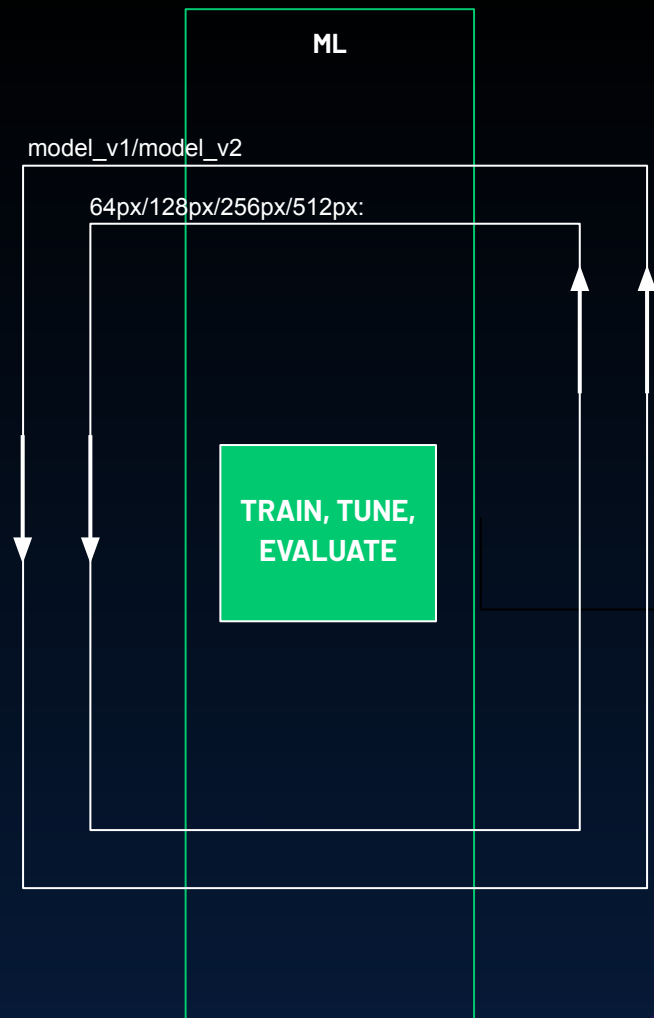 ML
model_v1/model_v2
64px/128px/256px/512px:
TRAIN, TUNE,
EVALUATE